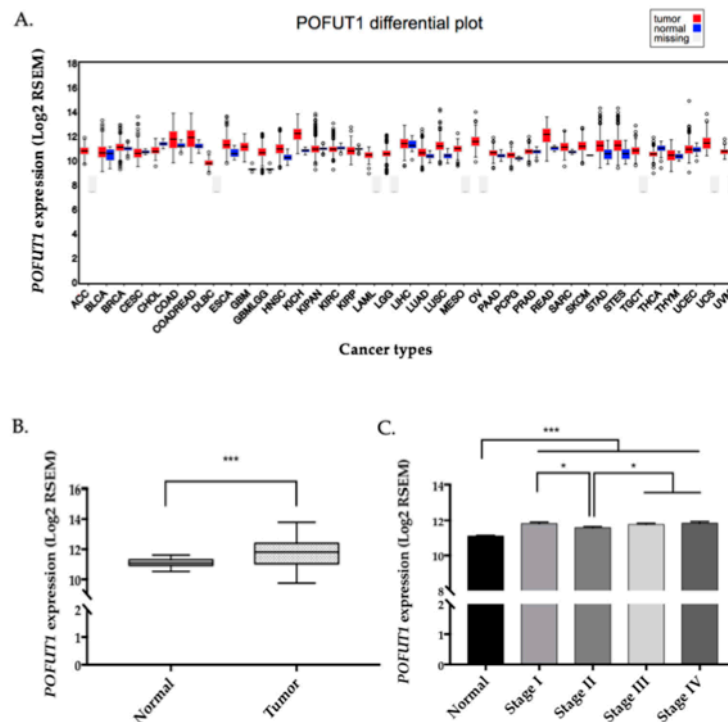 A.
POFUT1 differential plot
tumor
normal
missing
POFUT1 expression (Log2 RSEM)
18
16
14
12
10
8
6
4
2
0
ACC
BLCA
BRCA
CESC
CHOL
COAD
COADREAD
DLBC
ESCA
GBM
GBMLGG
HNSC
KICH
KIPAN
KIRC
KIRP
LAML
LGG
LIHC
LUAD
LUSC
MESO
OV
PAAD
PCPG
PRAD
READ
SARC
SKCM
STAD
STES
TGCT
THCA
THYM
UCEC
UCS
UVM
Cancer types
B.
***
POFUT1 expression (Log2 RSEM)
14
12
10
2
1
0
Normal
Tumor
C.
***
*
*
POFUT1 expression (Log2 RSEM)
14
12
10
8
2
1
0
Normal
Stage I
Stage II
Stage III
Stage IV